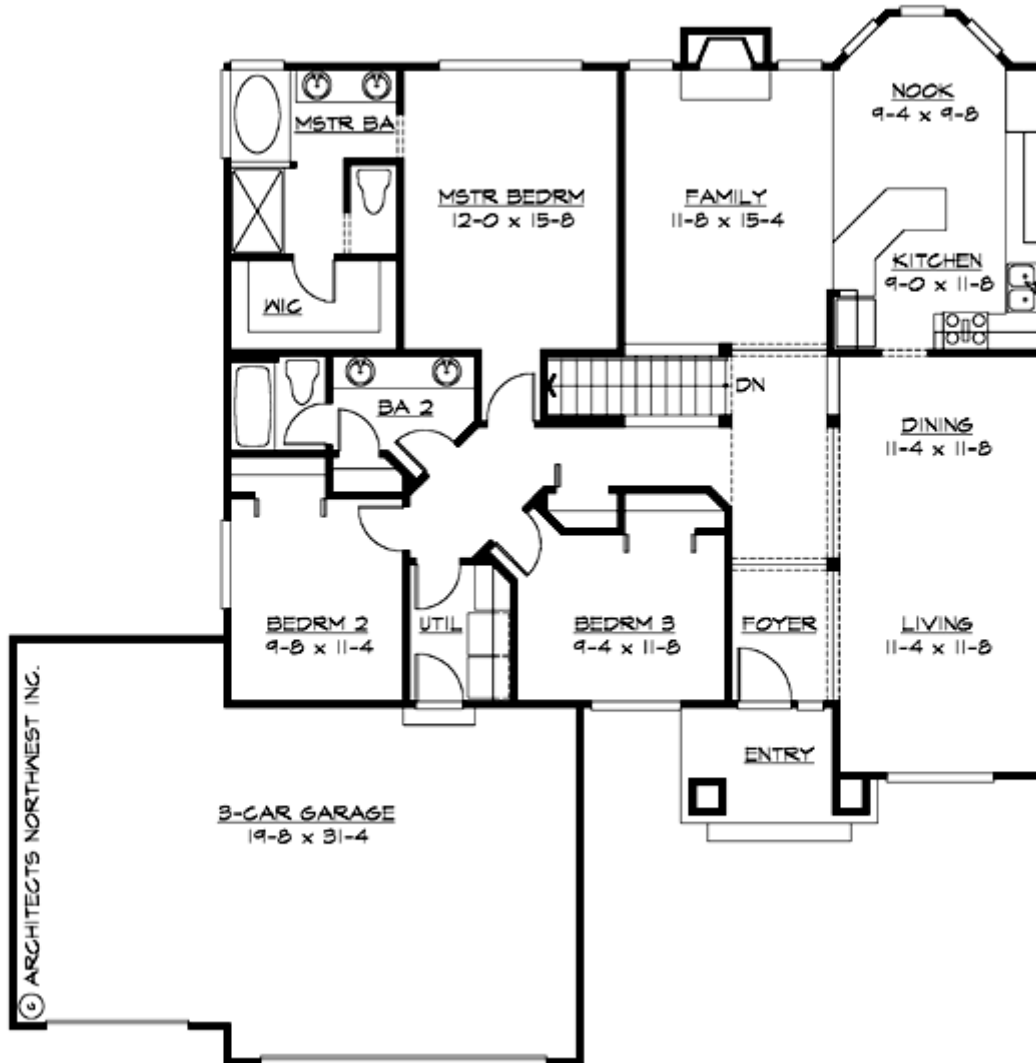 NOOK
9-4 x 9-8
MSTR BA
MSTR BEDRM
12-0 x 15-8
FAMILY
11-8 x 15-4
KITCHEN
9-0 x 11-8
WIC
DN
BA 2
DINING
11-4 x 11-8
BEDRM 2
9-8 x 11-4
UTIL
BEDRM 3
9-4 x 11-8
FOYER
LIVING
11-4 x 11-8
ENTRY
3-CAR GARAGE
19-8 x 31-4
© ARCHITECTS NORTHWEST INC.